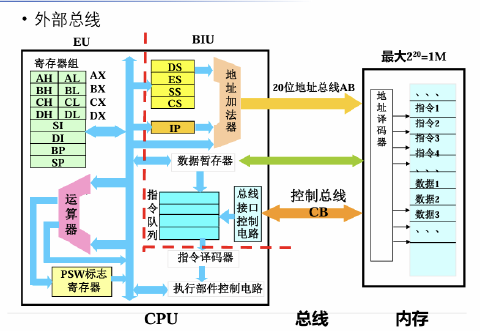 • 外部总线
EU
BIU
寄存器组
AH AL AX
BH BL BX
CH CL CX
DH DL DX
SI
DI
BP
SP
DS
ES
SS
CS
IP
地址加法器
20位地址总线AB
数据暂存器
指令队列
总线接口控制电路
控制总线
CB
运算器
指令译码器
PSW标志
寄存器
执行部件控制电路
CPU
总线
最大2²⁰=1M
地址译码器
、、、
指令1
指令2
指令3
指令4
、、、
数据1
数据2
数据3
、、、
内存